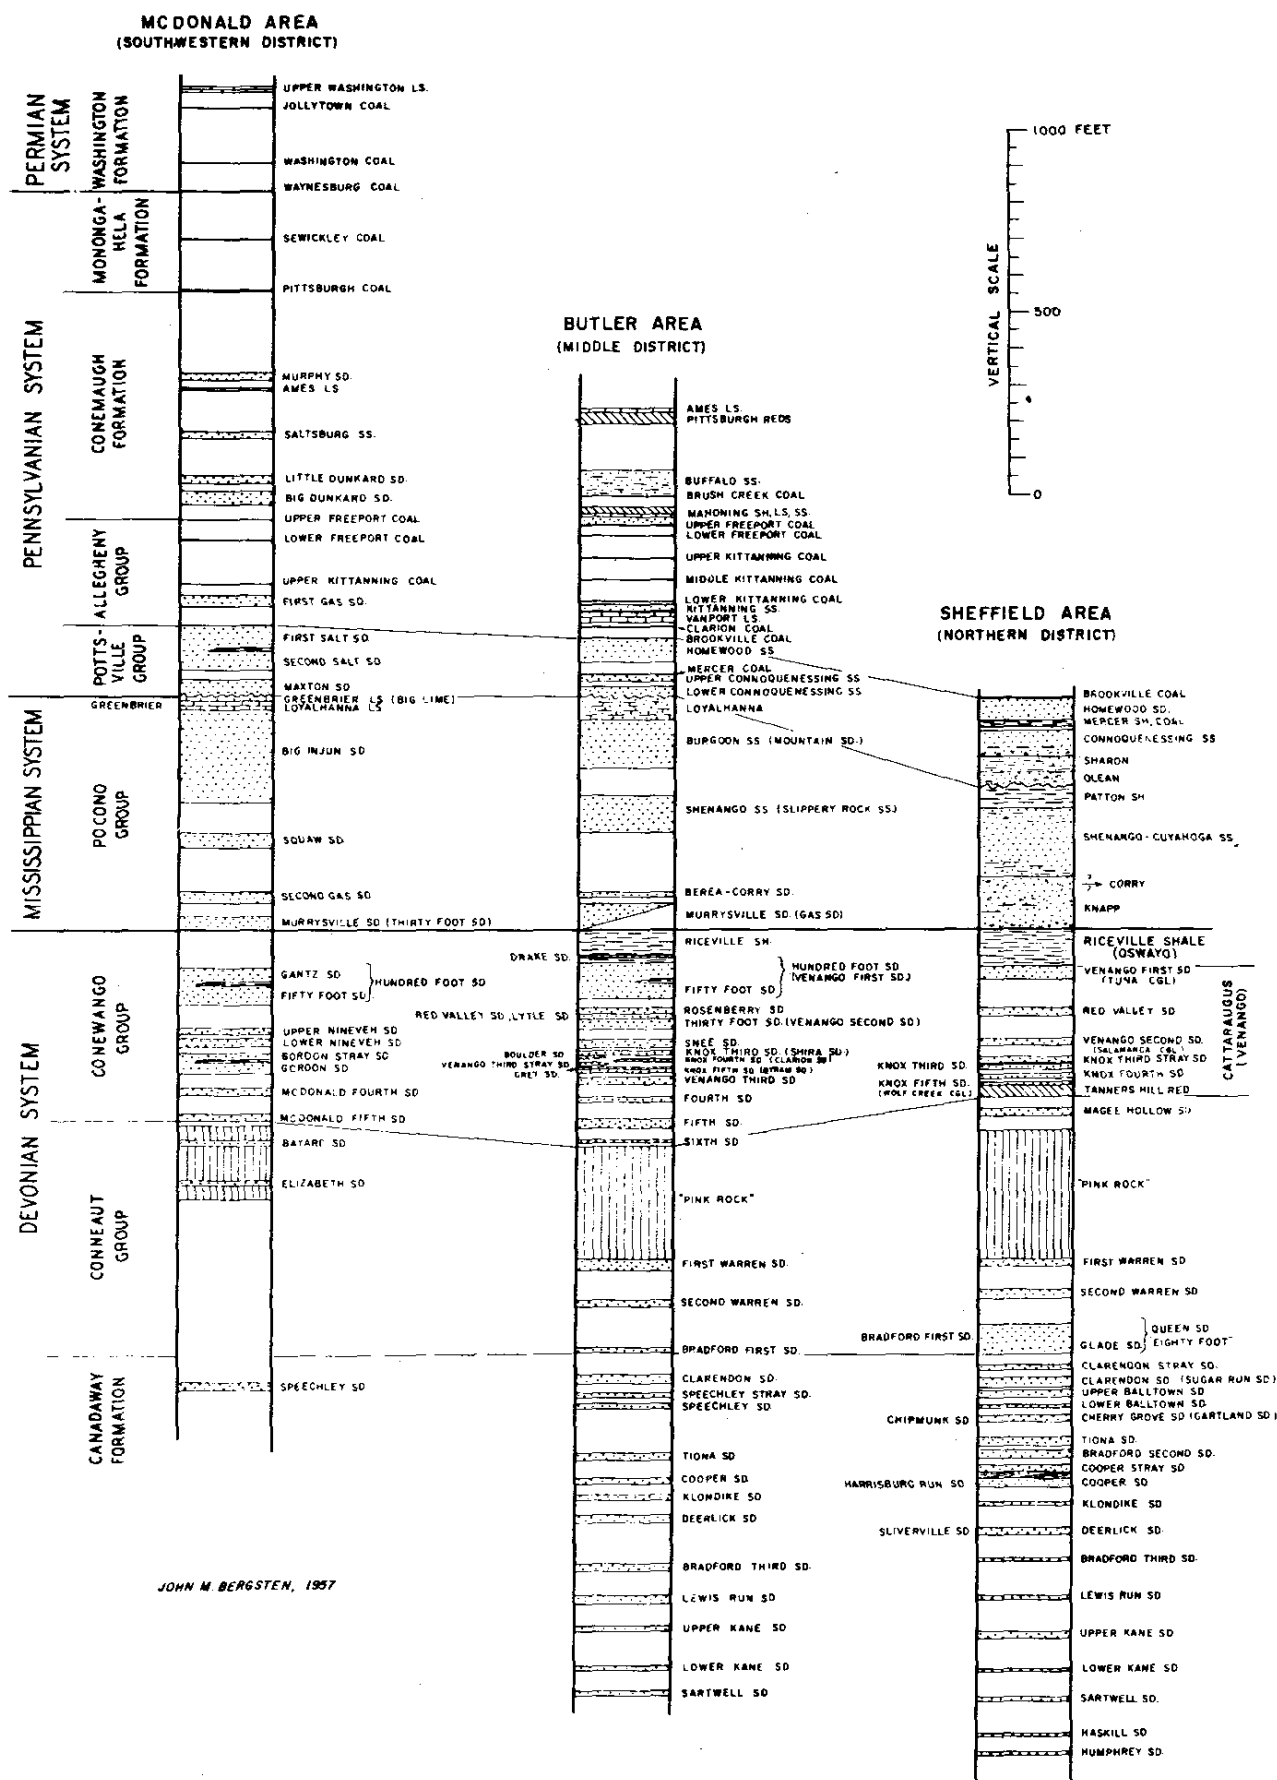 MCDONALD AREA
(SOUTHWESTERN DISTRICT)
PERMIAN SYSTEM
WASHINGTON FORMATION
MONONGA-
HELA
FORMATION
PENNSYLVANIAN SYSTEM
CONEMAUGH
FORMATION
ALLEGHENY
GROUP
POTTS-
VILLE
GROUP
GREENBRIER
MISSISSIPPIAN SYSTEM
POCONO
GROUP
DEVONIAN SYSTEM
CONEWANGO
GROUP
CONNEAUT
GROUP
CANADAWAY
FORMATION
UPPER WASHINGTON LS.
JOLLYTOWN COAL
WASHINGTON COAL
WAYNESBURG COAL
SEWICKLEY COAL
PITTSBURGH COAL
MURPHY SD.
AMES LS
SALTSBURG SS.
LITTLE DUNKARD SD.
BIG DUNKARD SD.
UPPER FREEPORT COAL
LOWER FREEPORT COAL
UPPER KITTANNING COAL
FIRST GAS SD.
FIRST SALT SD.
SECOND SALT SD
MAXTON SD
GREENBRIER LS (BIG LIME)
LOYALHANNA LS
BIG INJUN SD
SQUAW SD
SECOND GAS SD
MURRYSVILLE SD (THIRTY FOOT SD)
GANTZ SD
HUNDRED FOOT SD
FIFTY FOOT SD
UPPER NINEVEH SD
LOWER NINEVEH SD
GORDON STRAY SD
GORDON SD
MCDONALD FOURTH SD
MCDONALD FIFTH SD
BAYARD SD
ELIZABETH SD
SPEECHLEY SD
JOHN M. BERGSTEN, 1957
BUTLER AREA
(MIDDLE DISTRICT)
AMES LS.
PITTSBURGH REDS
BUFFALO SS.
BRUSH CREEK COAL
MAHONING SH, LS, SS.
UPPER FREEPORT COAL
LOWER FREEPORT COAL
UPPER KITTANNING COAL
MIDDLE KITTANNING COAL
LOWER KITTANNING COAL
KITTANNING SS.
VANPORT LS.
CLARION COAL
BROOKVILLE COAL
HOMEWOOD SS
MERCER COAL
UPPER CONNOQUENESSING SS
LOWER CONNOQUENESSING SS
LOYALHANNA
BURGOON SS (MOUNTAIN SD.)
SHENANGO SS (SLIPPERY ROCK SS.)
BEREA-CORRY SD.
MURRYSVILLE SD. (GAS SD)
RICEVILLE SH.
DRAKE SD.
HUNDRED FOOT SD
(VENANGO FIRST SD.)
FIFTY FOOT SD
ROSENBERRY SD
RED VALLEY SD., LYTLE SD
THIRTY FOOT SD. (VENANGO SECOND SD)
SNEE SD.
BOULDER SD
KNOX THIRD SD. (SHIRA SD.)
VENANGO THIRD STRAY SD.
KNOX FOURTH SD (CLARION SD)
GREY SD.
KNOX FIFTH SD (BYRAM SD.)
VENANGO THIRD SD
FOURTH SD
FIFTH SD.
SIXTH SD
"PINK ROCK"
FIRST WARREN SD.
SECOND WARREN SD.
BRADFORD FIRST SD.
CLARENDON SD.
SPEECHLEY STRAY SD.
SPEECHLEY SD.
TIONA SD
COOPER SD.
KLONDIKE SD
DEERLICK SD
BRADFORD THIRD SD.
LEWIS RUN SD
UPPER KANE SD
LOWER KANE SD
SARTWELL SD
VERTICAL SCALE
1000 FEET
500
0
SHEFFIELD AREA
(NORTHERN DISTRICT)
BROOKVILLE COAL
HOMEWOOD SD.
MERCER SH, COAL
CONNOQUENESSING SS
SHARON
OLEAN
PATTON SH
SHENANGO-CUYAHOGA SS
? CORRY
KNAPP
RICEVILLE SHALE
(OSWAYO)
VENANGO FIRST SD
(TUNA CGL)
RED VALLEY SD
VENANGO SECOND SD.
(SALAMANCA CGL)
KNOX THIRD SD
KNOX THIRD STRAY SD
KNOX FOURTH SD
KNOX FIFTH SD.
(WOLF CREEK CGL)
TANNERS HILL RED
CATTARAUGUS
(VENANGO)
MAGEE HOLLOW SD
"PINK ROCK"
FIRST WARREN SD
SECOND WARREN SD
QUEEN SD
BRADFORD FIRST SD.
GLADE SD.
"EIGHTY FOOT"
CLARENDON STRAY SD.
CLARENDON SD (SUGAR RUN SD)
UPPER BALLTOWN SD
LOWER BALLTOWN SD
CHIPMUNK SD
CHERRY GROVE SD (GARTLAND SD)
TIONA SD.
BRADFORD SECOND SD.
COOPER STRAY SD
HARRISBURG RUN SD
COOPER SD
KLONDIKE SD
SLIVERVILLE SD
DEERLICK SD.
BRADFORD THIRD SD.
LEWIS RUN SD
UPPER KANE SD
LOWER KANE SD
SARTWELL SD.
HASKILL SD
HUMPHREY SD.